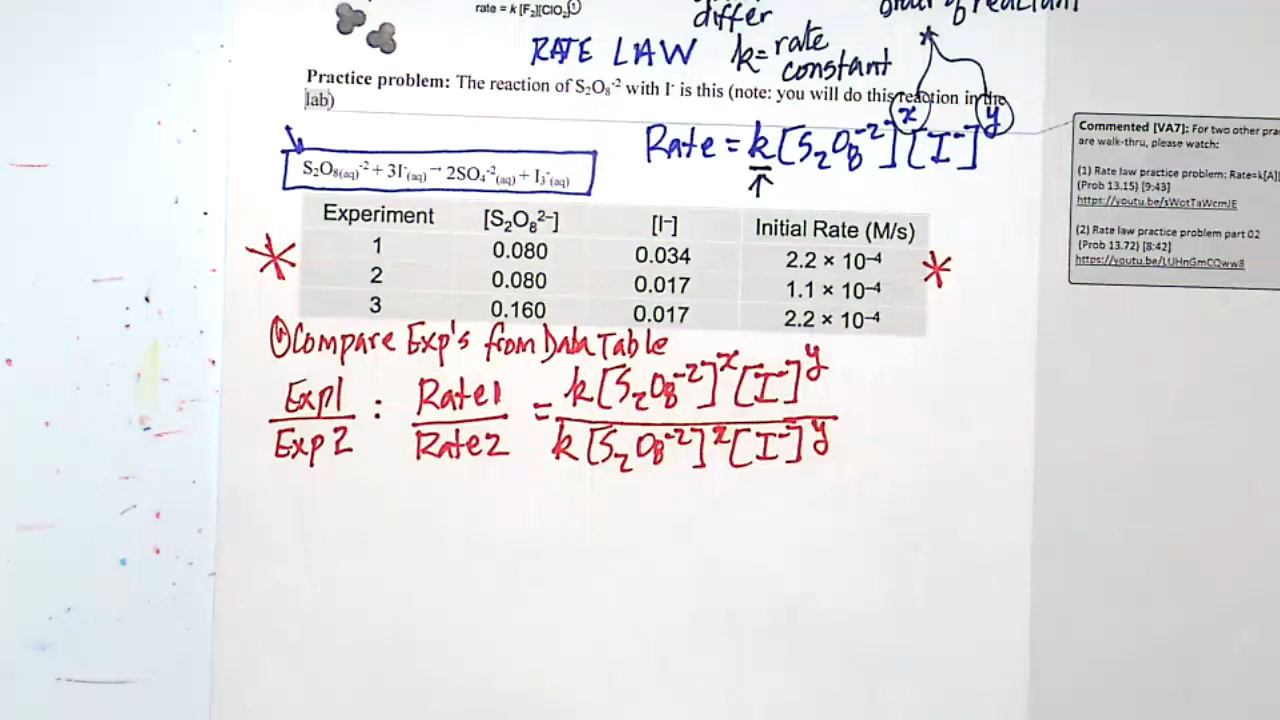 rate = k [F₂][ClO₂]¹
differ
of reactant
RATE LAW k = rate constant
Practice problem: The reaction of S₂O₈⁻² with I⁻ is this (note: you will do this reaction in the
lab)
Rate = k[S₂O₈⁻²]ˣ[I⁻]ʸ
S₂O₈(aq)⁻² + 3I⁻(aq) → 2SO₄⁻²(aq) + I₃⁻(aq)
Experiment [S₂O₈²⁻] [I⁻] Initial Rate (M/s)
1 0.080 0.034 2.2 × 10⁻⁴
2 0.080 0.017 1.1 × 10⁻⁴
3 0.160 0.017 2.2 × 10⁻⁴
① Compare Exp's from Data Table
Exp1 : Rate1 = k[S₂O₈⁻²]ˣ[I⁻]ʸ
Exp2 Rate2 k[S₂O₈⁻²]ˣ[I⁻]ʸ
Commented [VA7]: For two other pra
are walk-thru, please watch:
(1) Rate law practice problem: Rate=k[A]
(Prob 13.15) [9:43]
https://youtu.be/sWotTaWcmJE
(2) Rate law practice problem part 02
(Prob 13.72) [8:42]
https://youtu.be/LUHnGmCQww8